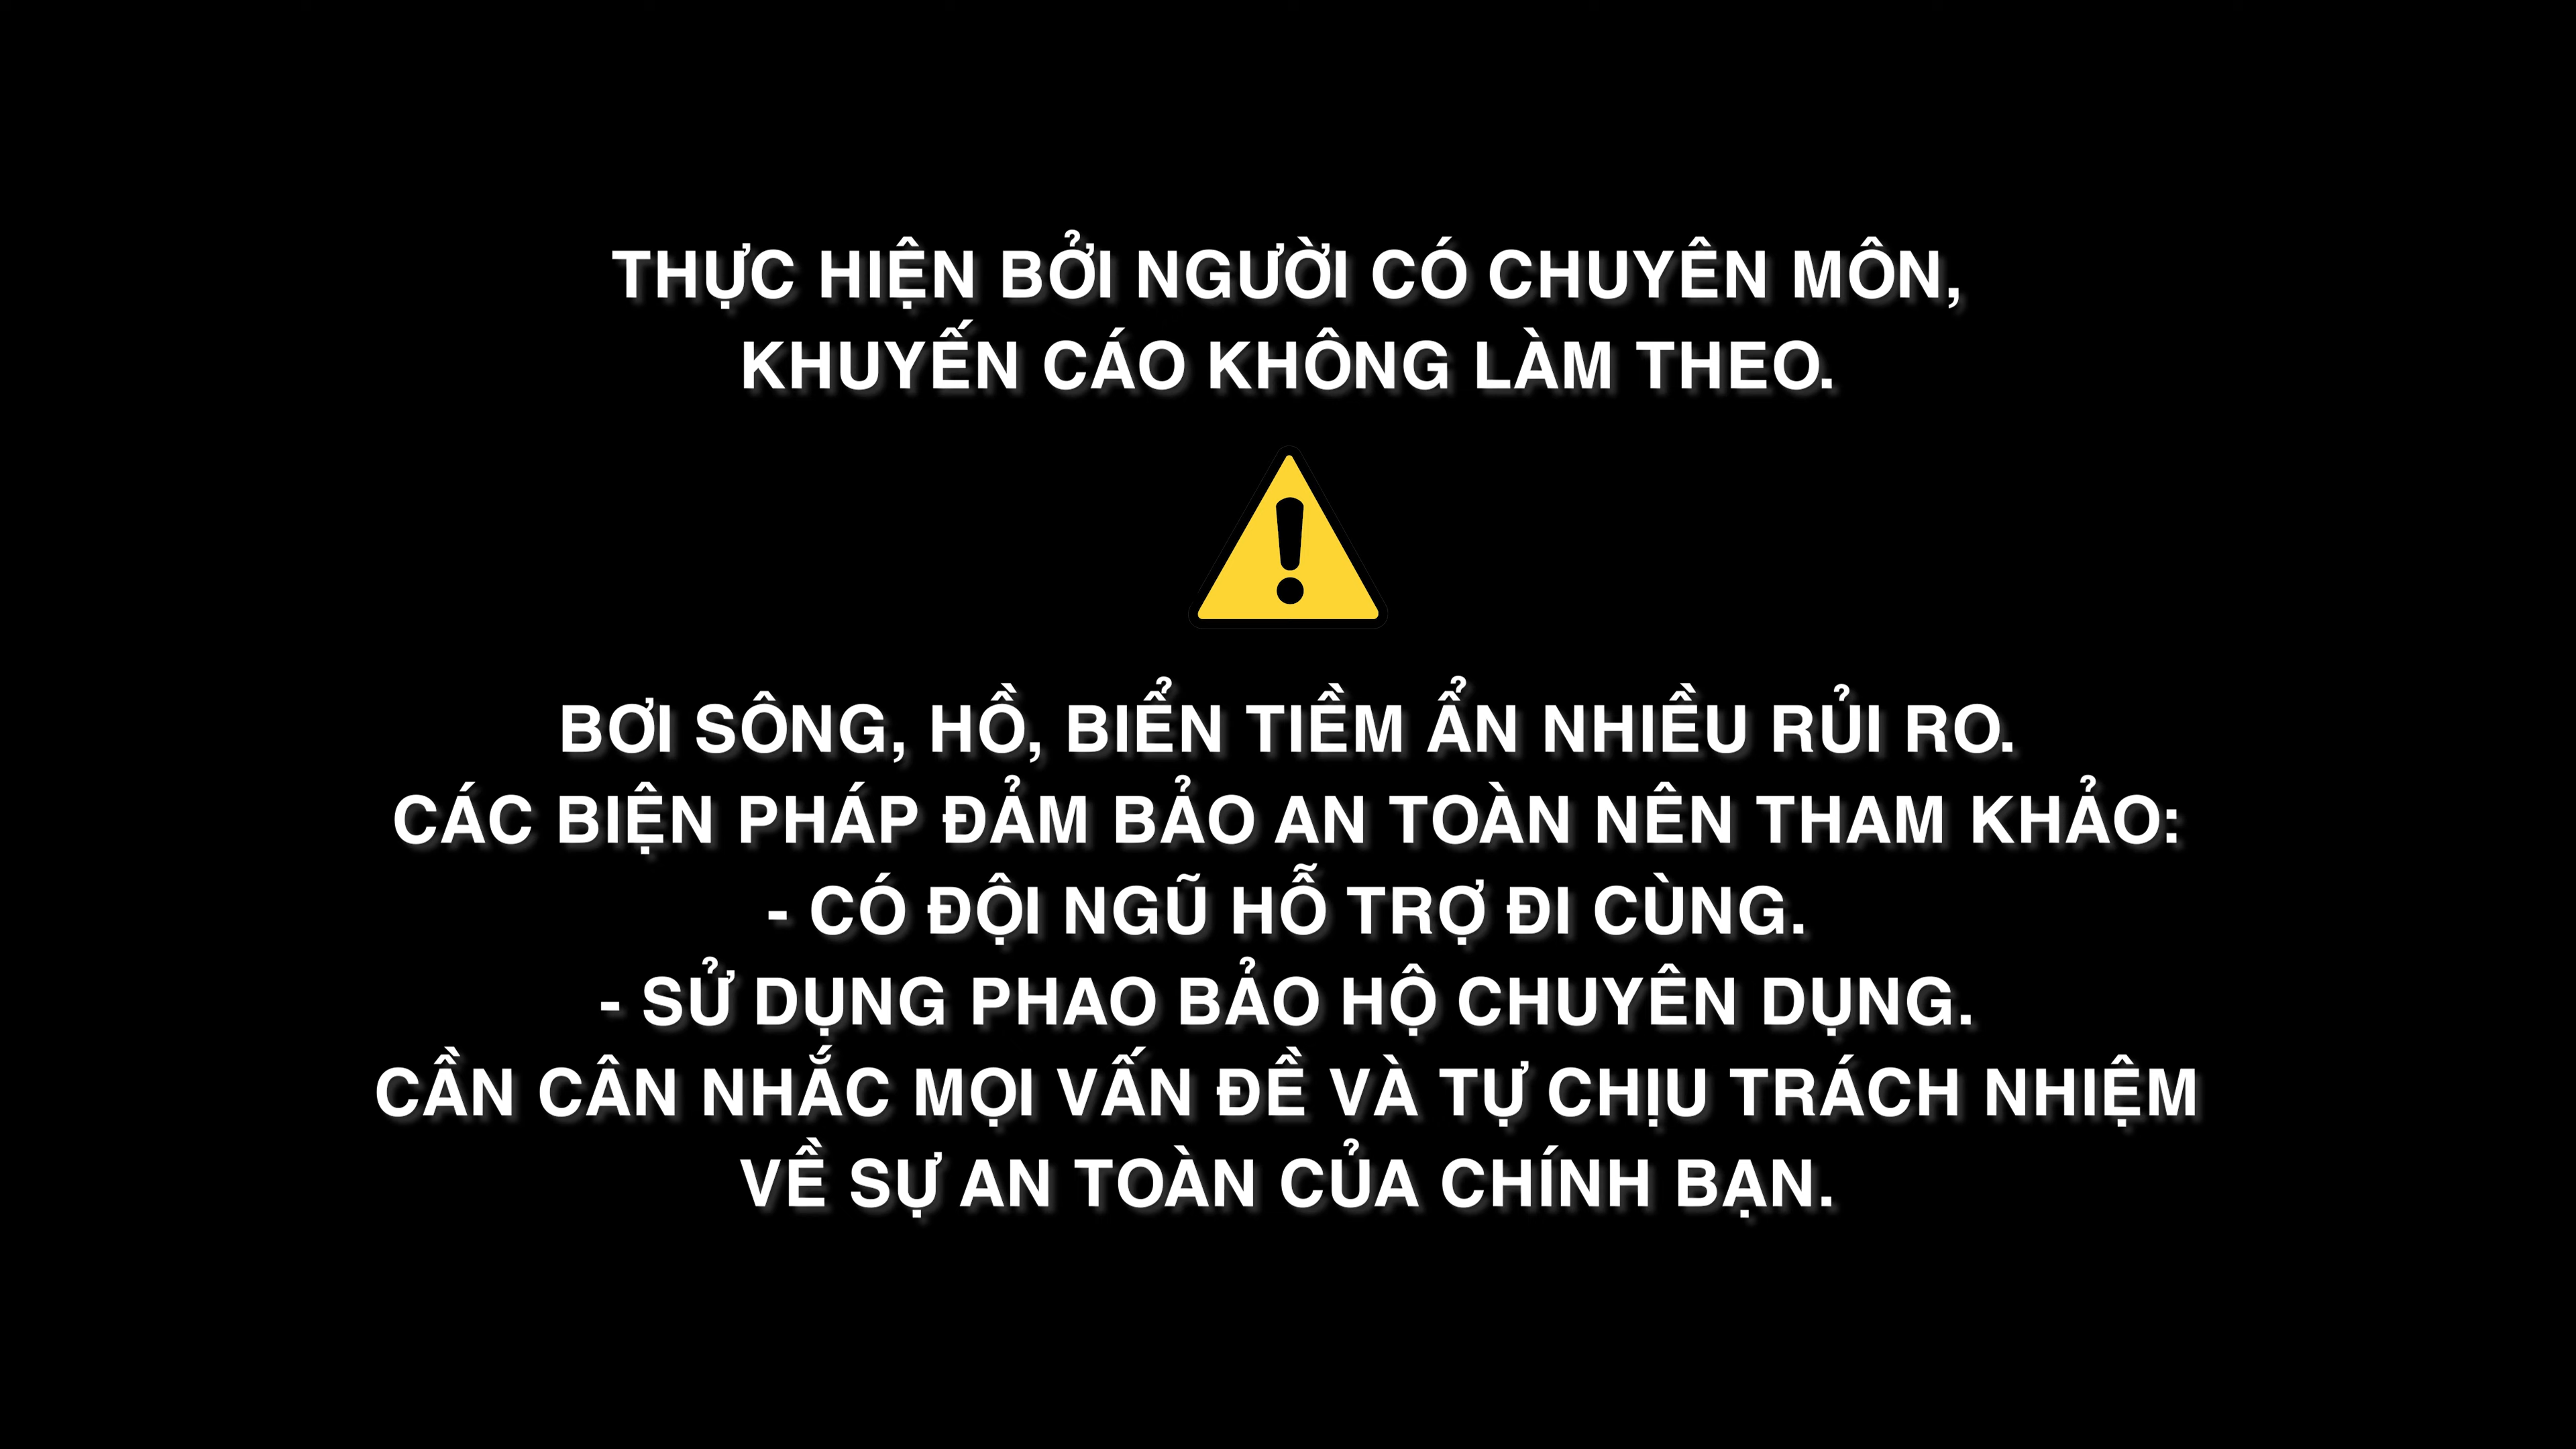 THỰC HIỆN BỞI NGƯỜI CÓ CHUYÊN MÔN,
KHUYẾN CÁO KHÔNG LÀM THEO.
BƠI SÔNG, HỒ, BIỂN TIỀM ẨN NHIỀU RỦI RO.
CÁC BIỆN PHÁP ĐẢM BẢO AN TOÀN NÊN THAM KHẢO:
- CÓ ĐỘI NGŨ HỖ TRỢ ĐI CÙNG.
- SỬ DỤNG PHAO BẢO HỘ CHUYÊN DỤNG.
CẦN CÂN NHẮC MỌI VẤN ĐỀ VÀ TỰ CHỊU TRÁCH NHIỆM
VỀ SỰ AN TOÀN CỦA CHÍNH BẠN.